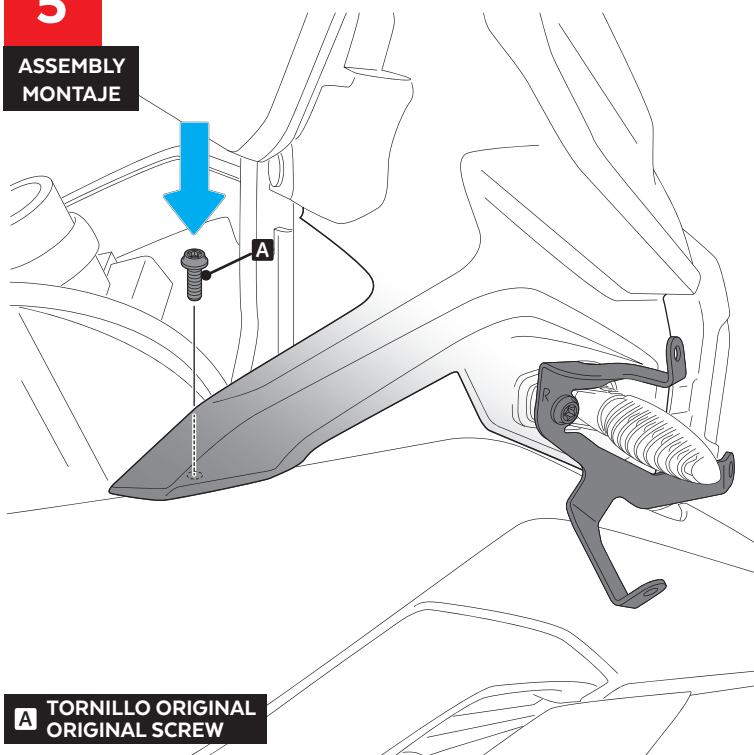 5
ASSEMBLY
MONTAJE
A
R
A TORNILLO ORIGINAL
ORIGINAL SCREW